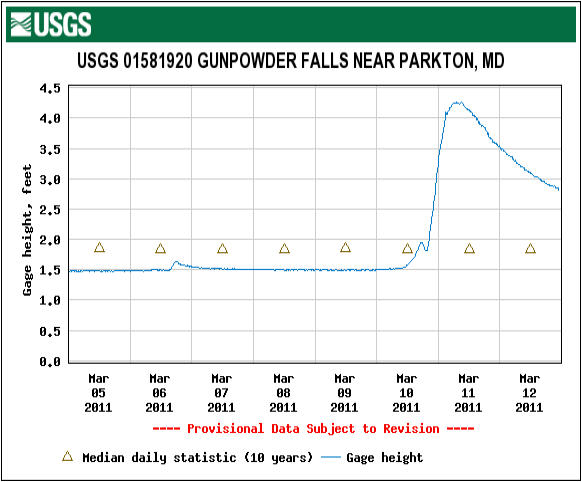 USGS
USGS 01581920 GUNPOWDER FALLS NEAR PARKTON, MD
Gage height, feet
4.5
4.0
3.5
3.0
2.5
2.0
1.5
1.0
0.5
0.0
Mar Mar Mar Mar Mar Mar Mar Mar
05 06 07 08 09 10 11 12
2011 2011 2011 2011 2011 2011 2011 2011
---- Provisional Data Subject to Revision ----
Median daily statistic (10 years) Gage height